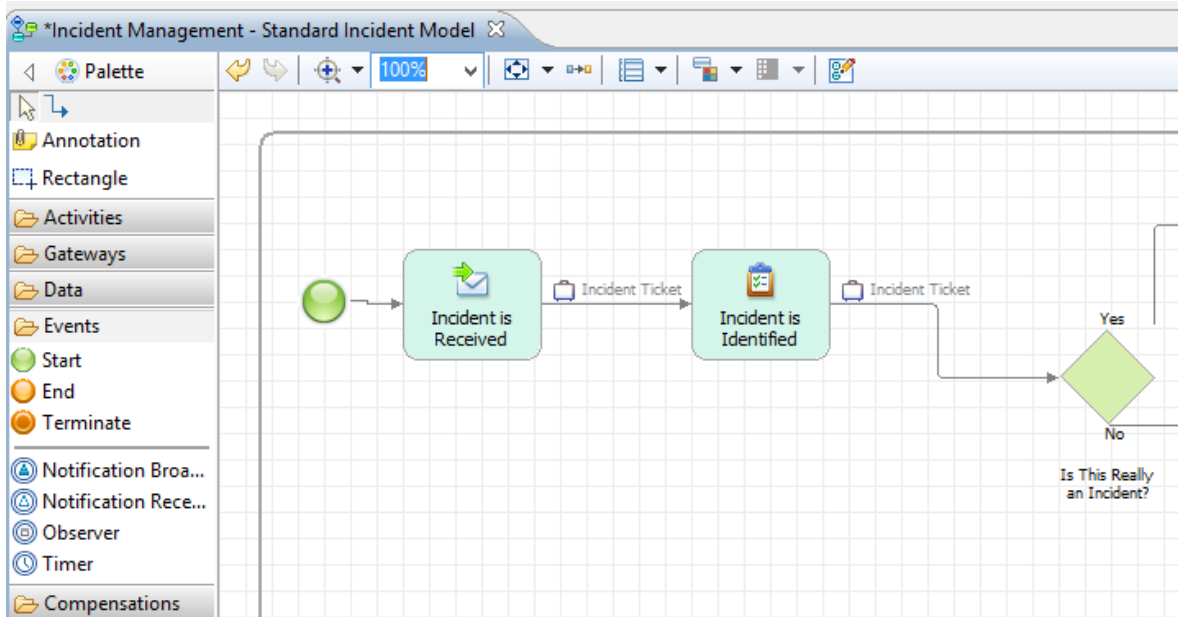 *Incident Management - Standard Incident Model
Palette
100%
Annotation
Rectangle
Activities
Gateways
Data
Events
Start
End
Terminate
Notification Broa...
Notification Rece...
Observer
Timer
Compensations
Incident is
Received
Incident Ticket
Incident is
Identified
Incident Ticket
Yes
No
Is This Really
an Incident?